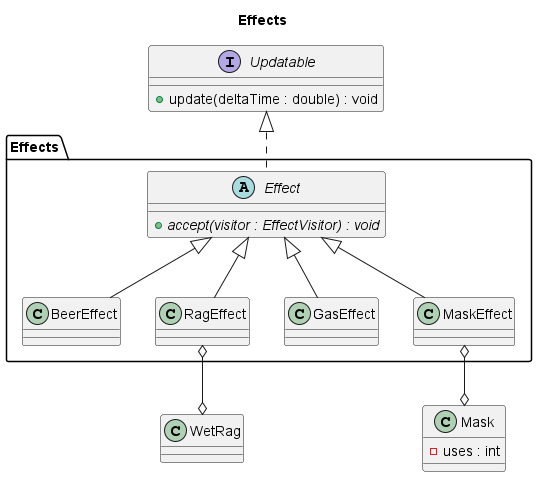 Effects
I Updatable
update(deltaTime : double) : void
Effects
A Effect
accept(visitor : EffectVisitor) : void
C BeerEffect
C RagEffect
C GasEffect
C MaskEffect
C WetRag
C Mask
uses : int